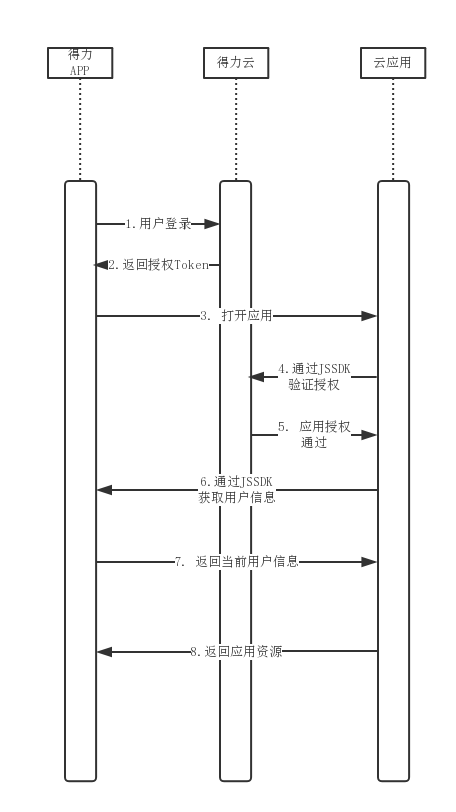 得力
APP
得力云
云应用
1.用户登录
2.返回授权Token
3. 打开应用
4.通过JSSDK
验证授权
5. 应用授权
通过
6.通过JSSDK
获取用户信息
7. 返回当前用户信息
8.返回应用资源